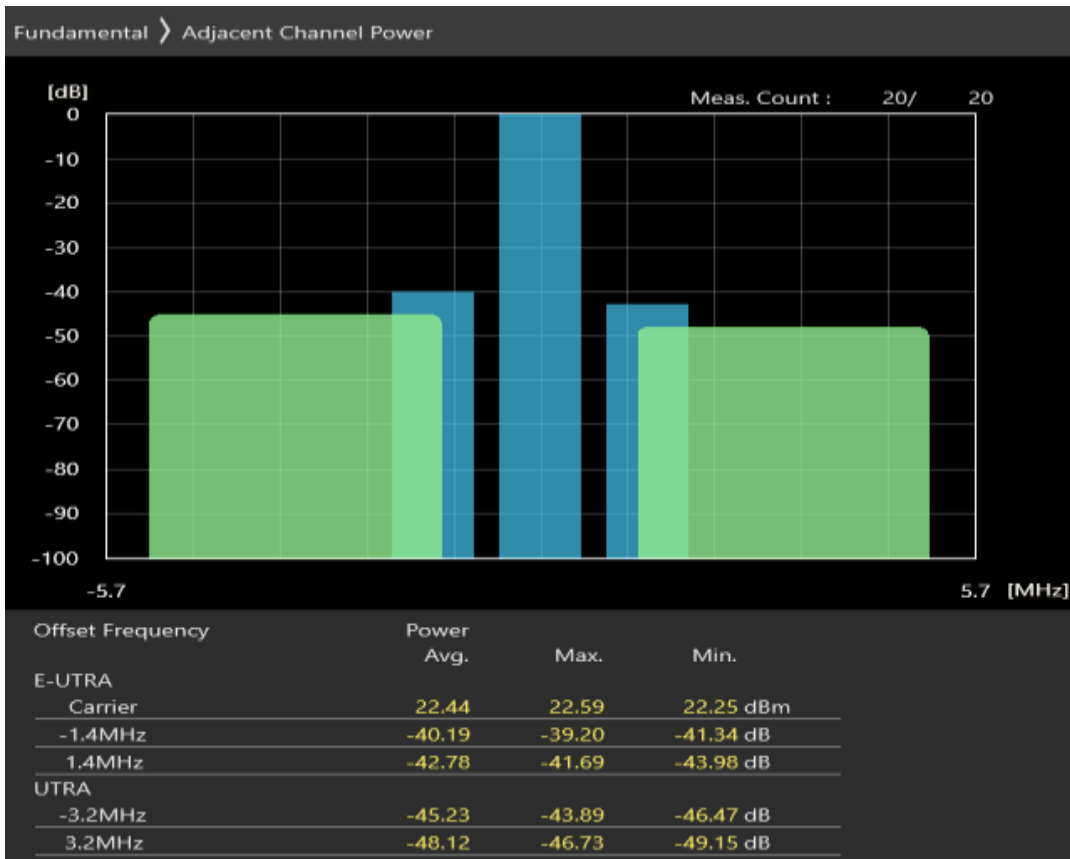 Fundamental 〉 Adjacent Channel Power
[dB]
Meas. Count : 20/ 20
0
-10
-20
-30
-40
-50
-60
-70
-80
-90
-100
-5.7 5.7 [MHz]
Offset Frequency Power
Avg. Max. Min.
E-UTRA
Carrier 22.44 22.59 22.25 dBm
-1.4MHz -40.19 -39.20 -41.34 dB
1.4MHz -42.78 -41.69 -43.98 dB
UTRA
-3.2MHz -45.23 -43.89 -46.47 dB
3.2MHz -48.12 -46.73 -49.15 dB